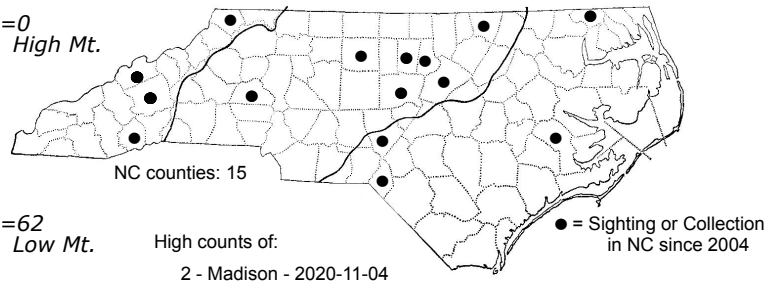 =0
High Mt.
NC counties: 15
=62
Low Mt.
High counts of:
2 - Madison - 2020-11-04
● = Sighting or Collection
in NC since 2004